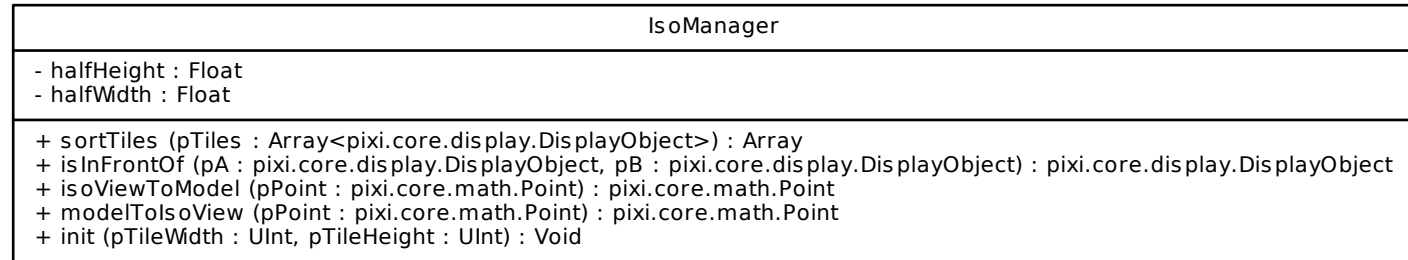 IsoManager
- halfHeight : Float
- halfWidth : Float
+ sortTiles (pTiles : Array<pixi.core.display.DisplayObject>) : Array
+ isInFrontOf (pA : pixi.core.display.DisplayObject, pB : pixi.core.display.DisplayObject) : pixi.core.display.DisplayObject
+ isoViewToModel (pPoint : pixi.core.math.Point) : pixi.core.math.Point
+ modelToIsoView (pPoint : pixi.core.math.Point) : pixi.core.math.Point
+ init (pTileWidth : UInt, pTileHeight : UInt) : Void